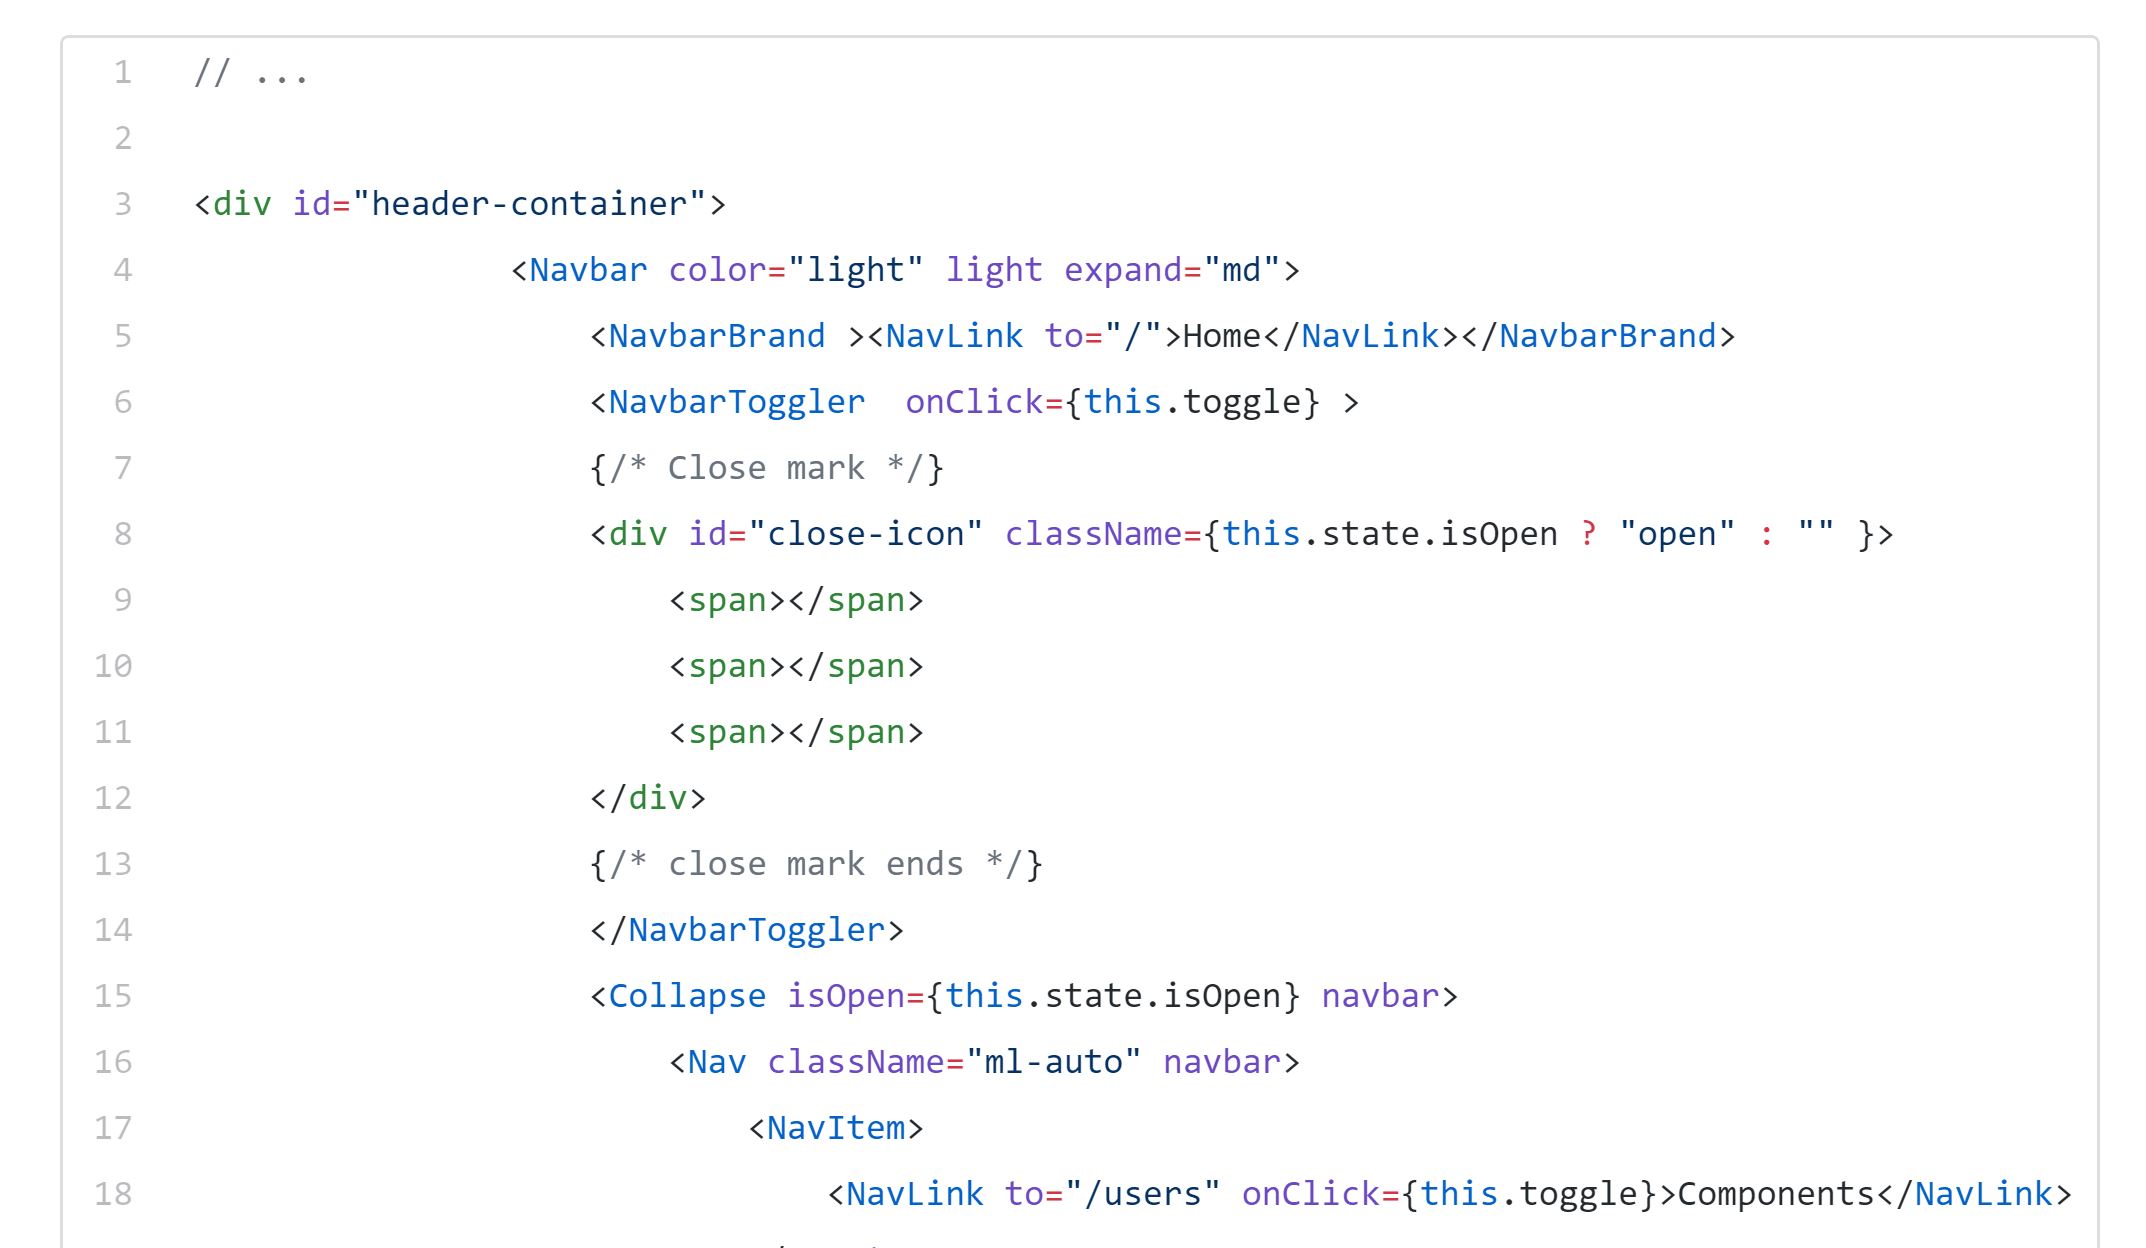 1 // ...
2
3 <div id="header-container">
4 <Navbar color="light" light expand="md">
5 <NavbarBrand ><NavLink to="/">Home</NavLink></NavbarBrand>
6 <NavbarToggler  onClick={this.toggle} >
7 {/* Close mark */}
8 <div id="close-icon" className={this.state.isOpen ? "open" : "" }>
9 <span></span>
10 <span></span>
11 <span></span>
12 </div>
13 {/* close mark ends */}
14 </NavbarToggler>
15 <Collapse isOpen={this.state.isOpen} navbar>
16 <Nav className="ml-auto" navbar>
17 <NavItem>
18 <NavLink to="/users" onClick={this.toggle}>Components</NavLink>